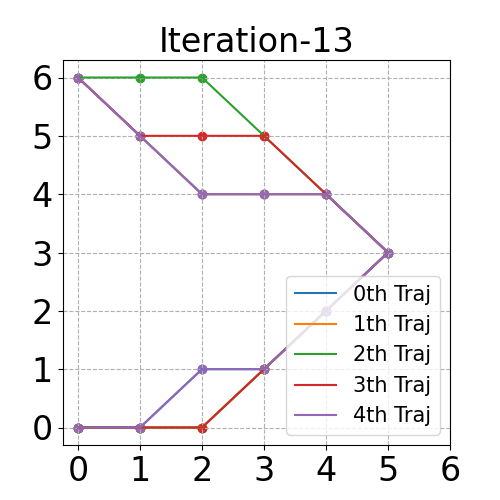 Iteration-13
6
5
4
3
2
1
0
0th Traj
1th Traj
2th Traj
3th Traj
4th Traj
0 1 2 3 4 5 6